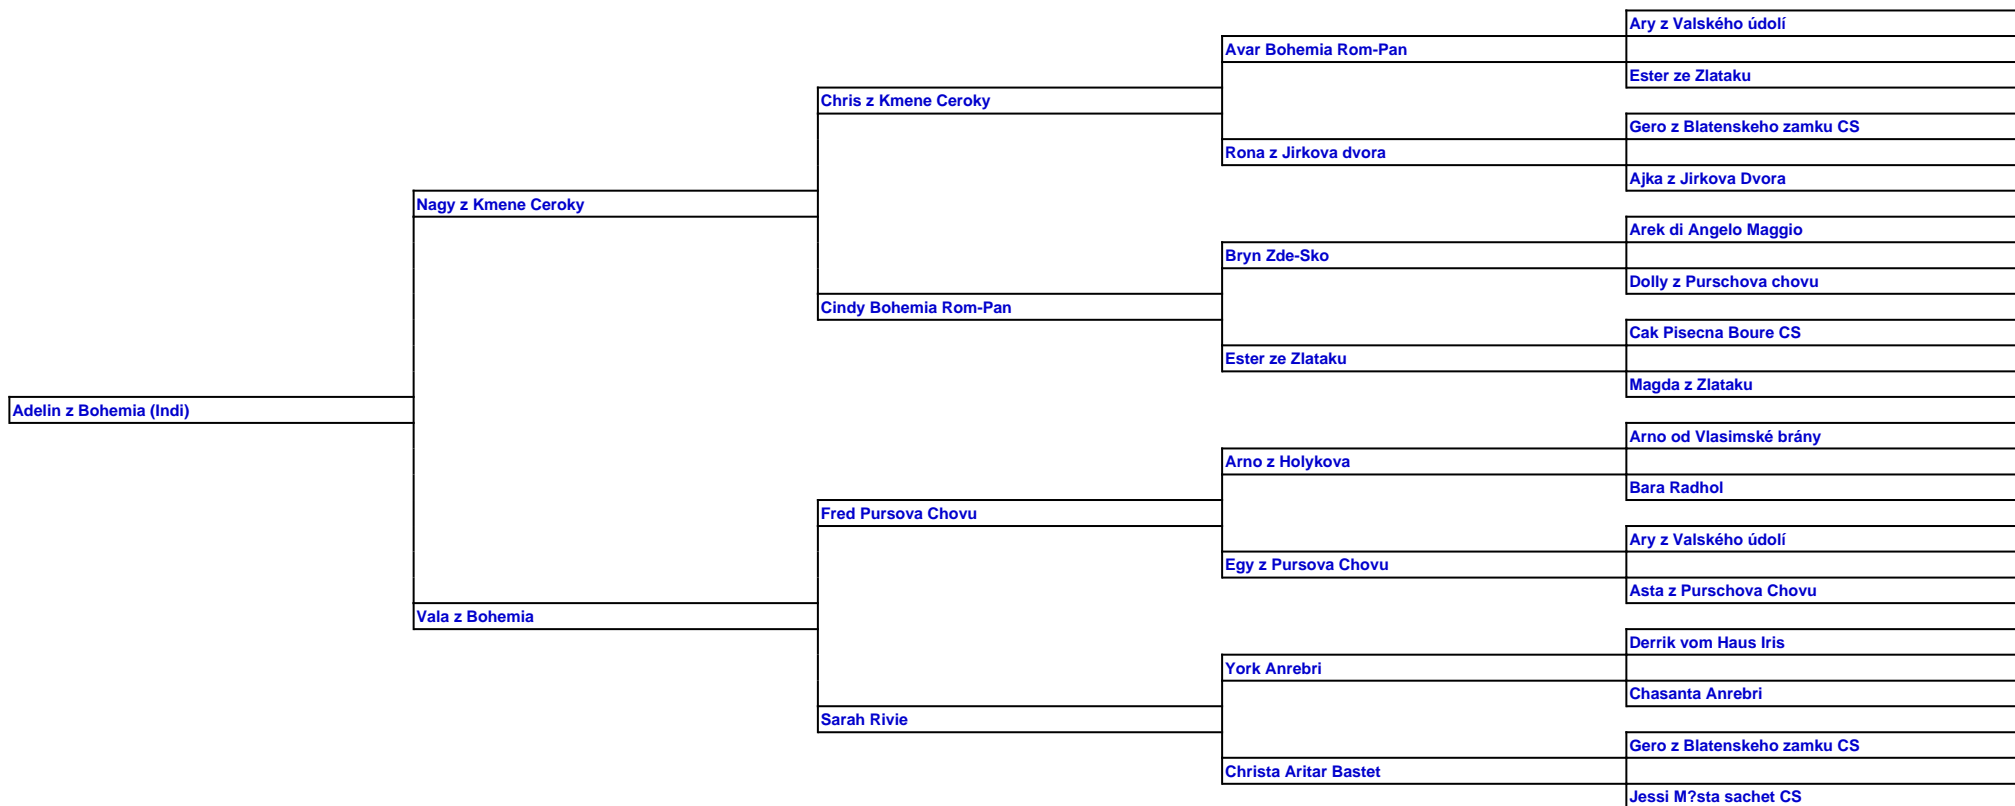 Ary z Valského údolí
Avar Bohemia Rom-Pan
Ester ze Zlataku
Chris z Kmene Ceroky
Gero z Blatenskeho zamku CS
Rona z Jirkova dvora
Ajka z Jirkova Dvora
Nagy z Kmene Ceroky
Arek di Angelo Maggio
Bryn Zde-Sko
Dolly z Purschova chovu
Cindy Bohemia Rom-Pan
Cak Pisecna Boure CS
Ester ze Zlataku
Magda z Zlataku
Adelin z Bohemia (Indi)
Arno od Vlasimské brány
Arno z Holykova
Bara Radhol
Fred Pursova Chovu
Ary z Valského údolí
Egy z Pursova Chovu
Asta z Purschova Chovu
Vala z Bohemia
Derrik vom Haus Iris
York Anrebri
Chasanta Anrebri
Sarah Rivie
Gero z Blatenskeho zamku CS
Christa Aritar Bastet
Jessi M?sta sachet CS